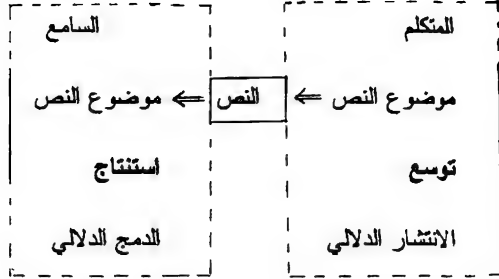 المتكلم السامع
موضوع النص ⇐ النص ⇐ موضوع النص
توسع استنتاج
الانتشار الدلالي الدمج الدلالي